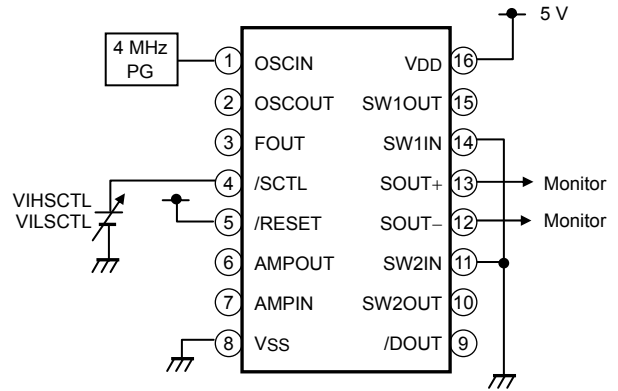 5 V
4 MHz
PG
1 OSCIN
2 OSCOUT
3 FOUT
4 /SCTL
5 /RESET
6 AMPOUT
7 AMPIN
8 VSS
VIHSCTL
VILSCTL
VDD 16
SW1OUT 15
SW1IN 14
SOUT+ 13 Monitor
SOUT− 12 Monitor
SW2IN 11
SW2OUT 10
/DOUT 9